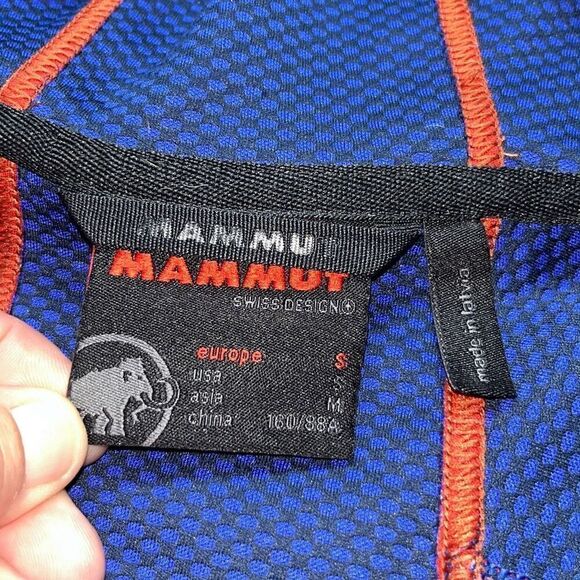 MAMMUT
MAMMUT
SWISS DESIGN
europe S
usa S
asia M
china 160/88A
made in latvia